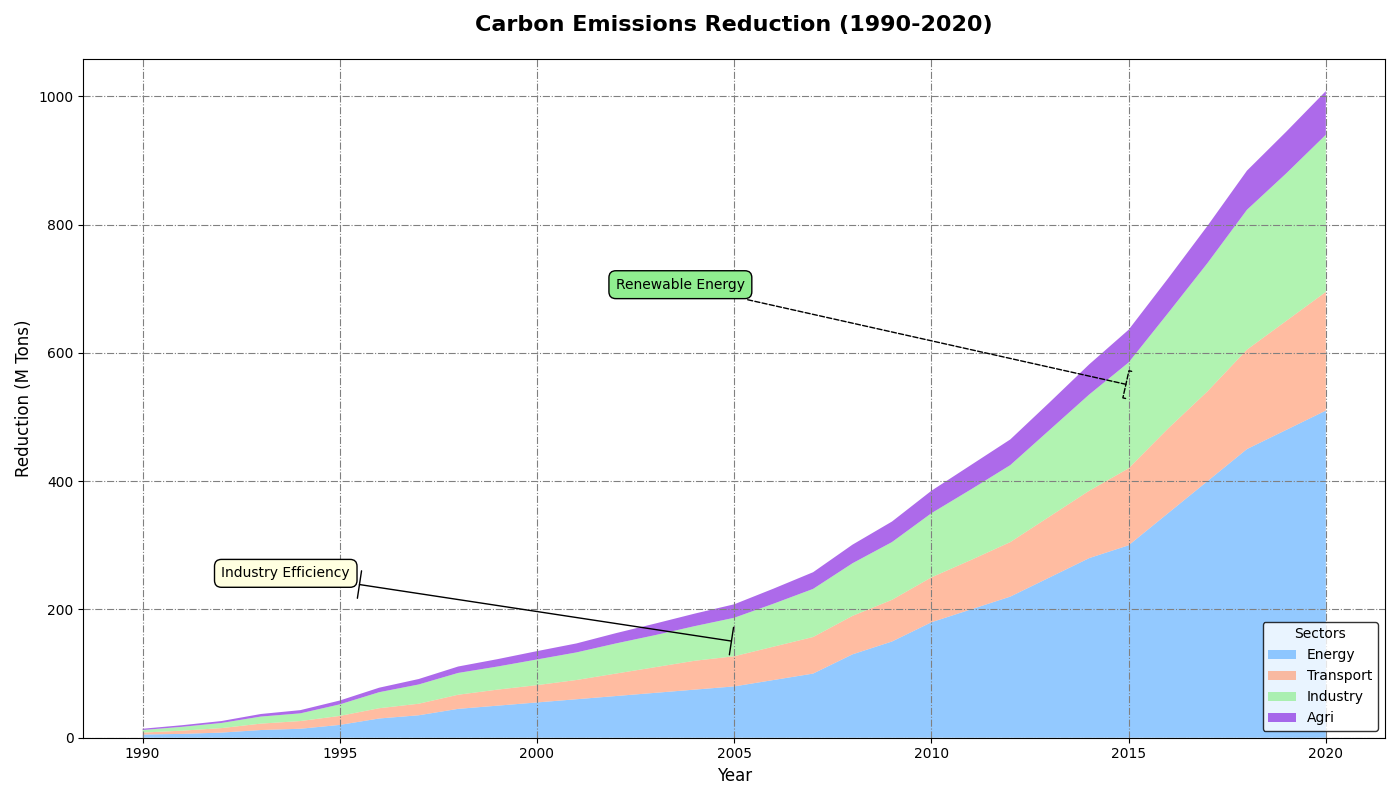 Carbon Emissions Reduction (1990-2020)
Reduction (M Tons)
1000
800
600
400
200
0
Renewable Energy
Industry Efficiency
Sectors
Energy
Transport
Industry
Agri
1990 1995 2000 2005 2010 2015 2020
Year